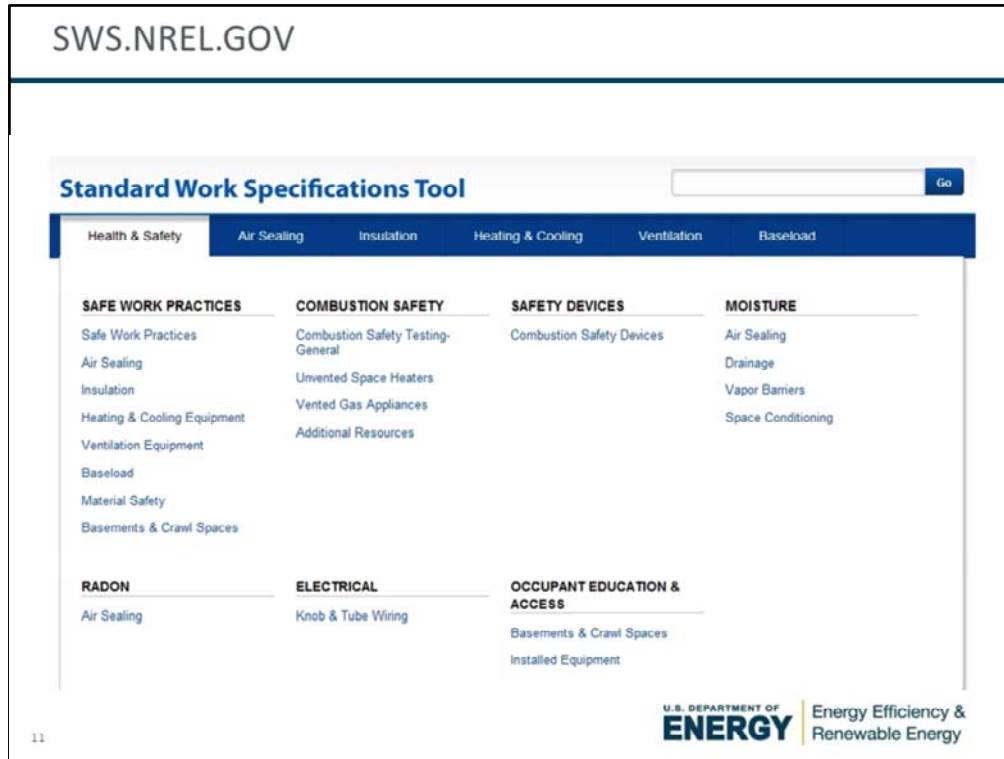 SWS.NREL.GOV
Standard Work Specifications Tool
Go
Health & Safety
Air Sealing
Insulation
Heating & Cooling
Ventilation
Baseload
SAFE WORK PRACTICES
Safe Work Practices
Air Sealing
Insulation
Heating & Cooling Equipment
Ventilation Equipment
Baseload
Material Safety
Basements & Crawl Spaces
COMBUSTION SAFETY
Combustion Safety Testing-
General
Unvented Space Heaters
Vented Gas Appliances
Additional Resources
SAFETY DEVICES
Combustion Safety Devices
MOISTURE
Air Sealing
Drainage
Vapor Barriers
Space Conditioning
RADON
Air Sealing
ELECTRICAL
Knob & Tube Wiring
OCCUPANT EDUCATION &
ACCESS
Basements & Crawl Spaces
Installed Equipment
11
U.S. DEPARTMENT OF
ENERGY
Energy Efficiency &
Renewable Energy